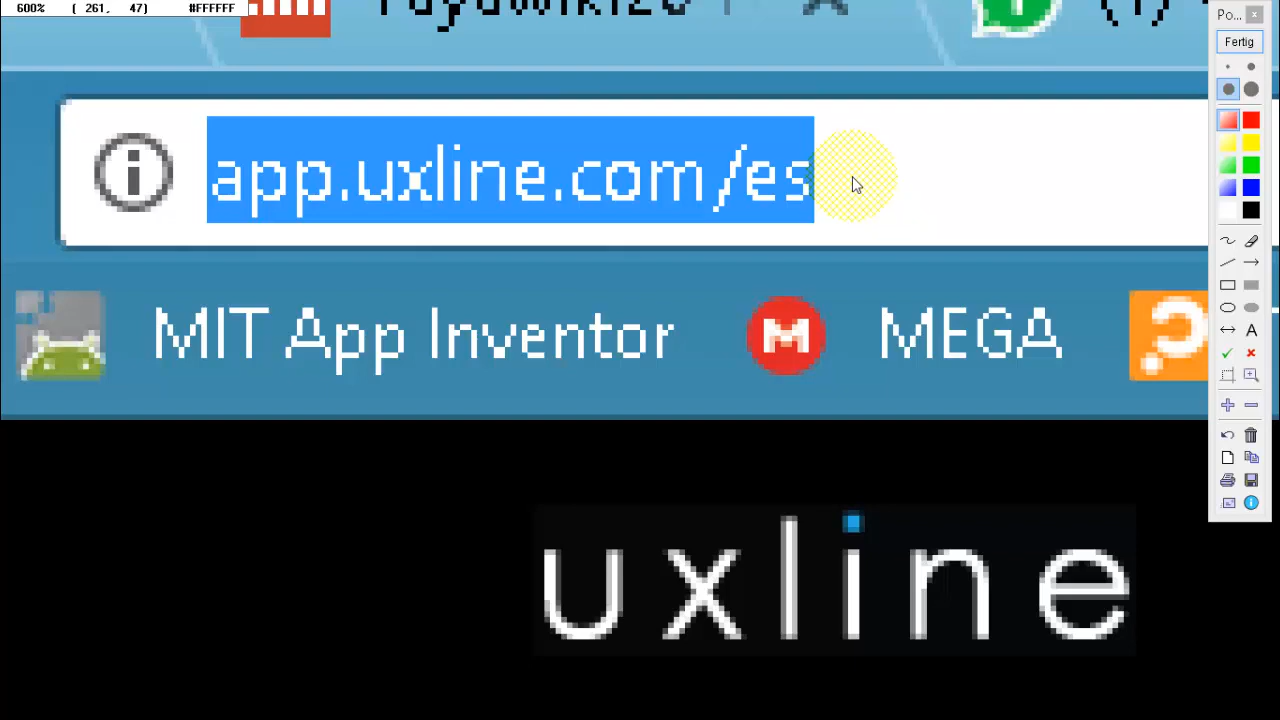 600% ( 261, 47) #FFFFFF
Po...
Fertig
app.uxline.com/es
MIT App Inventor MEGA
uxline